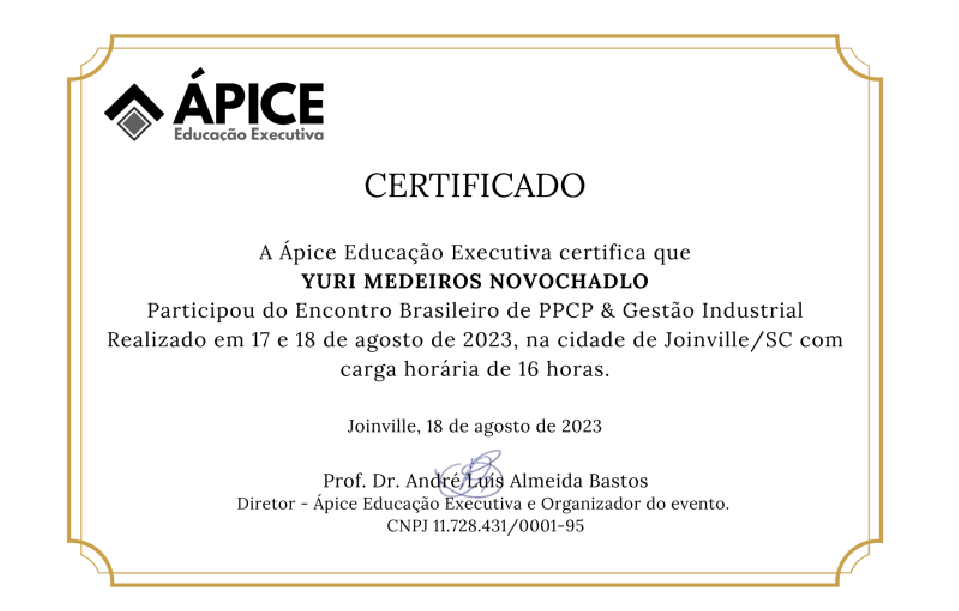 ÁPICE
Educação Executiva
CERTIFICADO
A Ápice Educação Executiva certifica que
YURI MEDEIROS NOVOCHADLO
Participou do Encontro Brasileiro de PPCP & Gestão Industrial
Realizado em 17 e 18 de agosto de 2023, na cidade de Joinville/SC com
carga horária de 16 horas.
Joinville, 18 de agosto de 2023
Prof. Dr. André Luís Almeida Bastos
Diretor - Ápice Educação Executiva e Organizador do evento.
CNPJ 11.728.431/0001-95